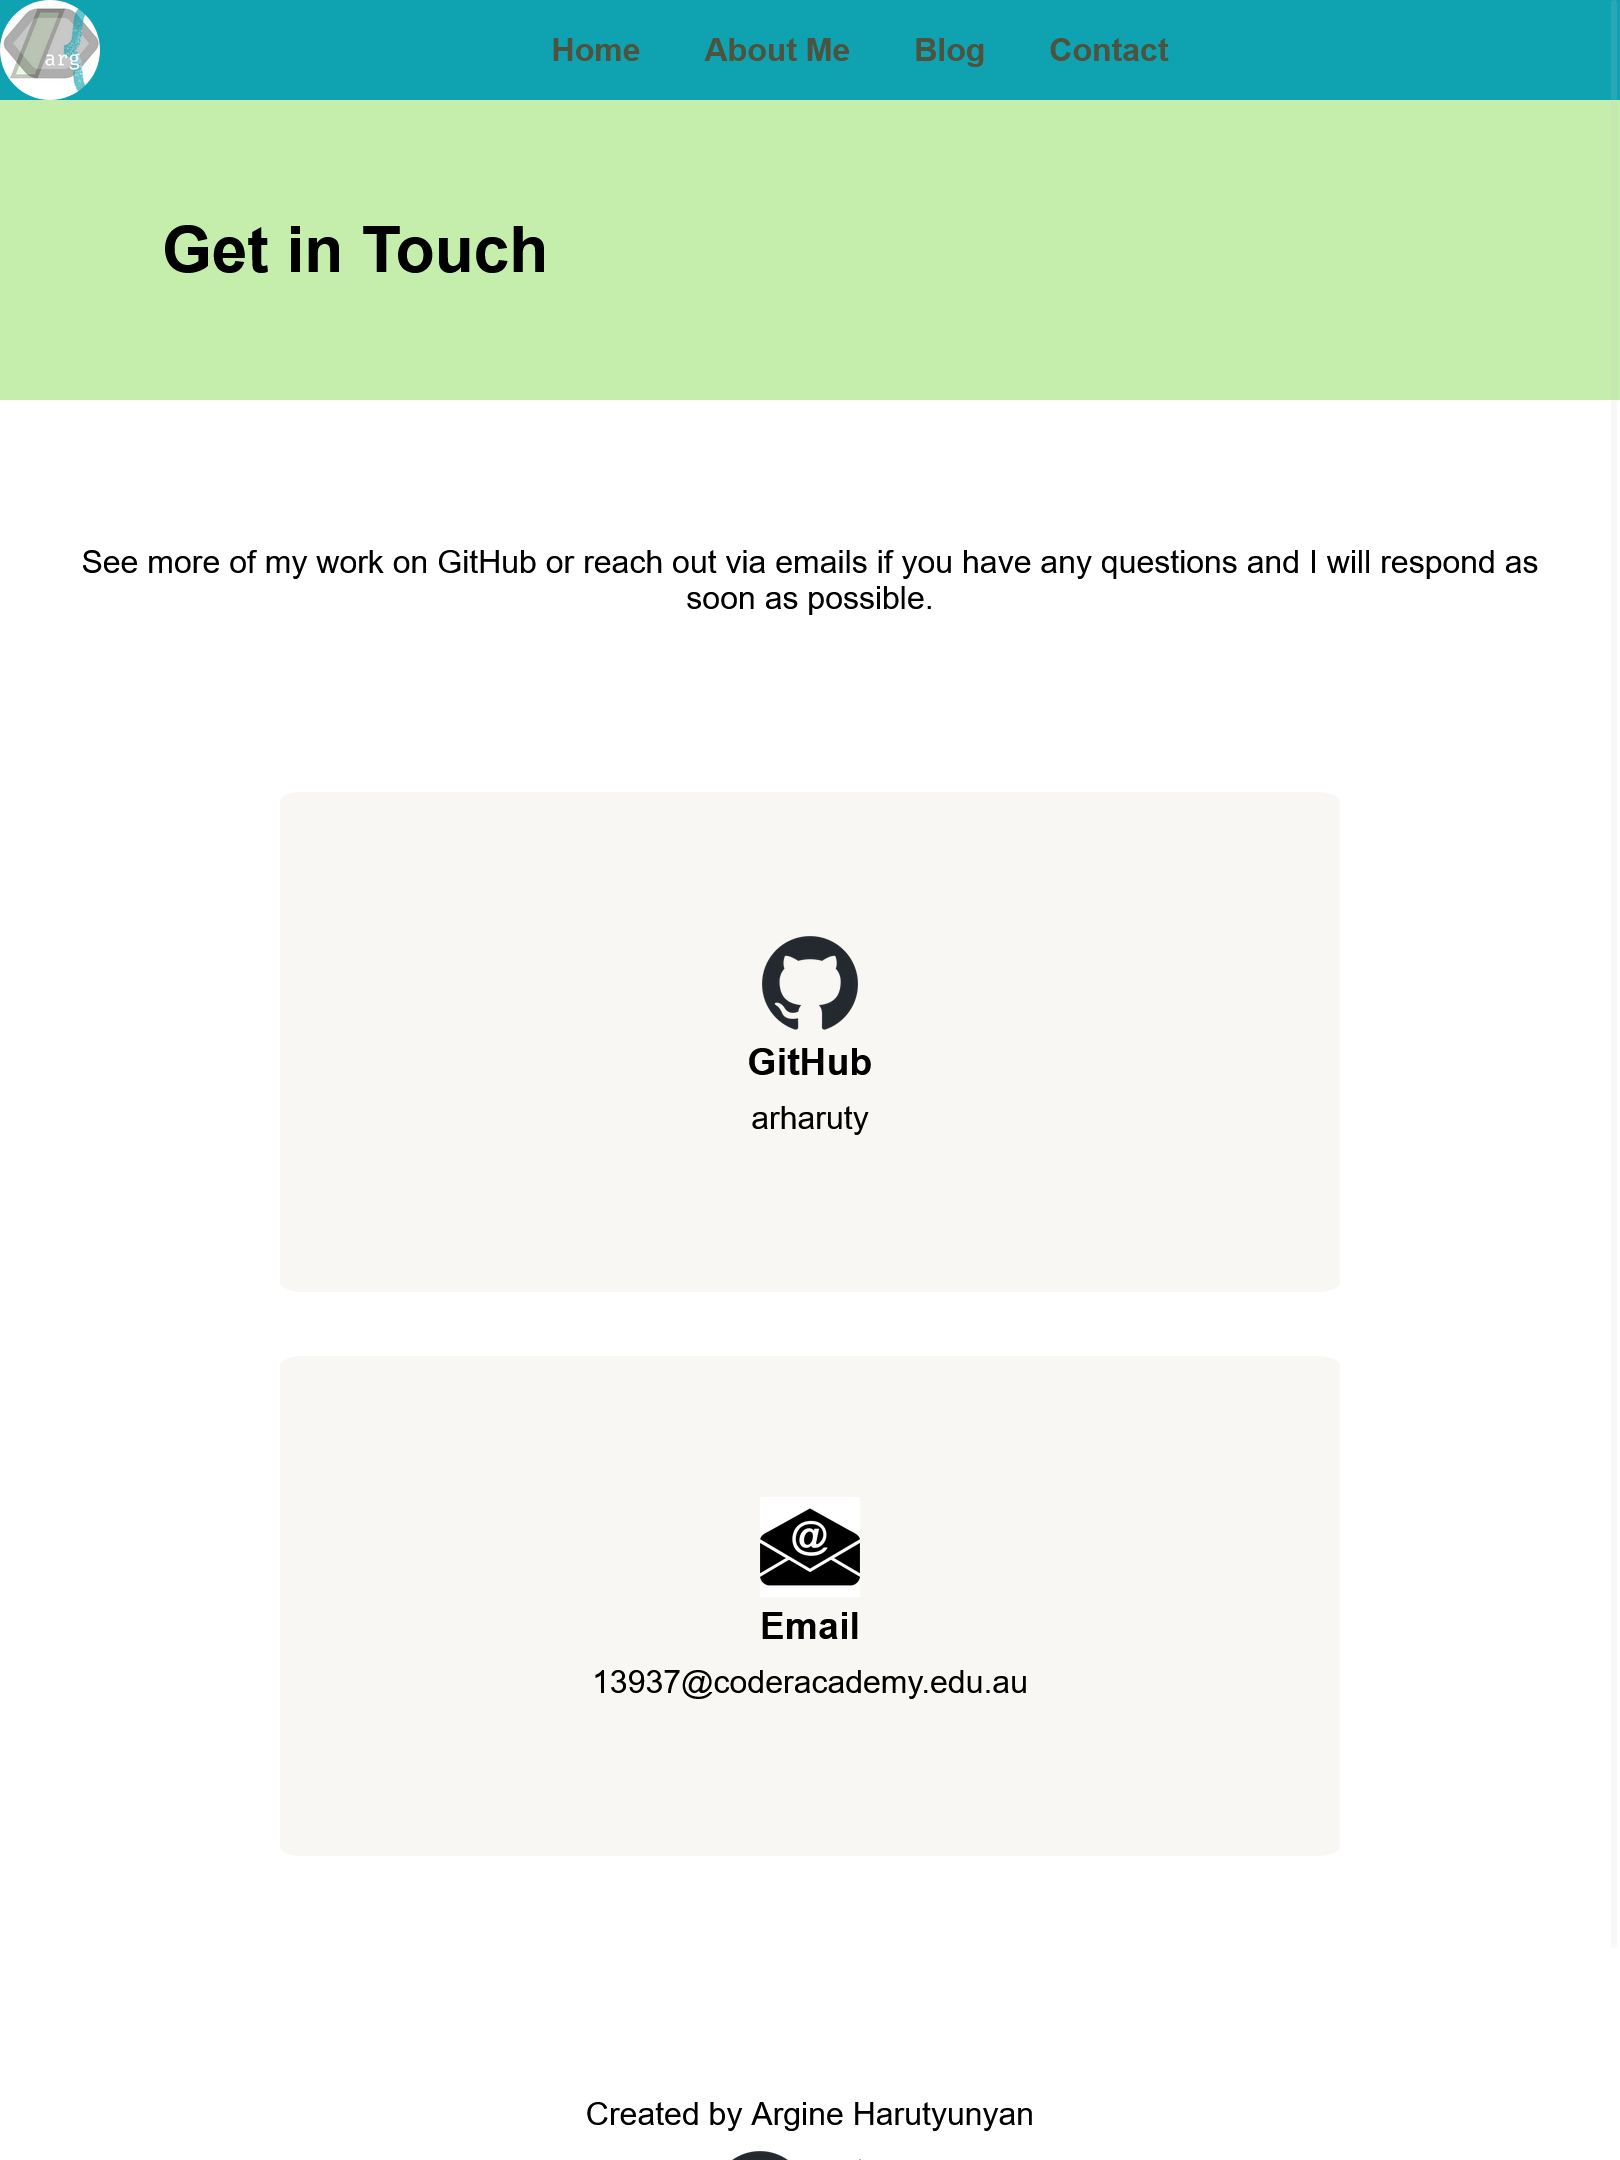 arg
Home About Me Blog Contact
Get in Touch
See more of my work on GitHub or reach out via emails if you have any questions and I will respond as
soon as possible.
GitHub
arharuty
@
Email
13937@coderacademy.edu.au
Created by Argine Harutyunyan